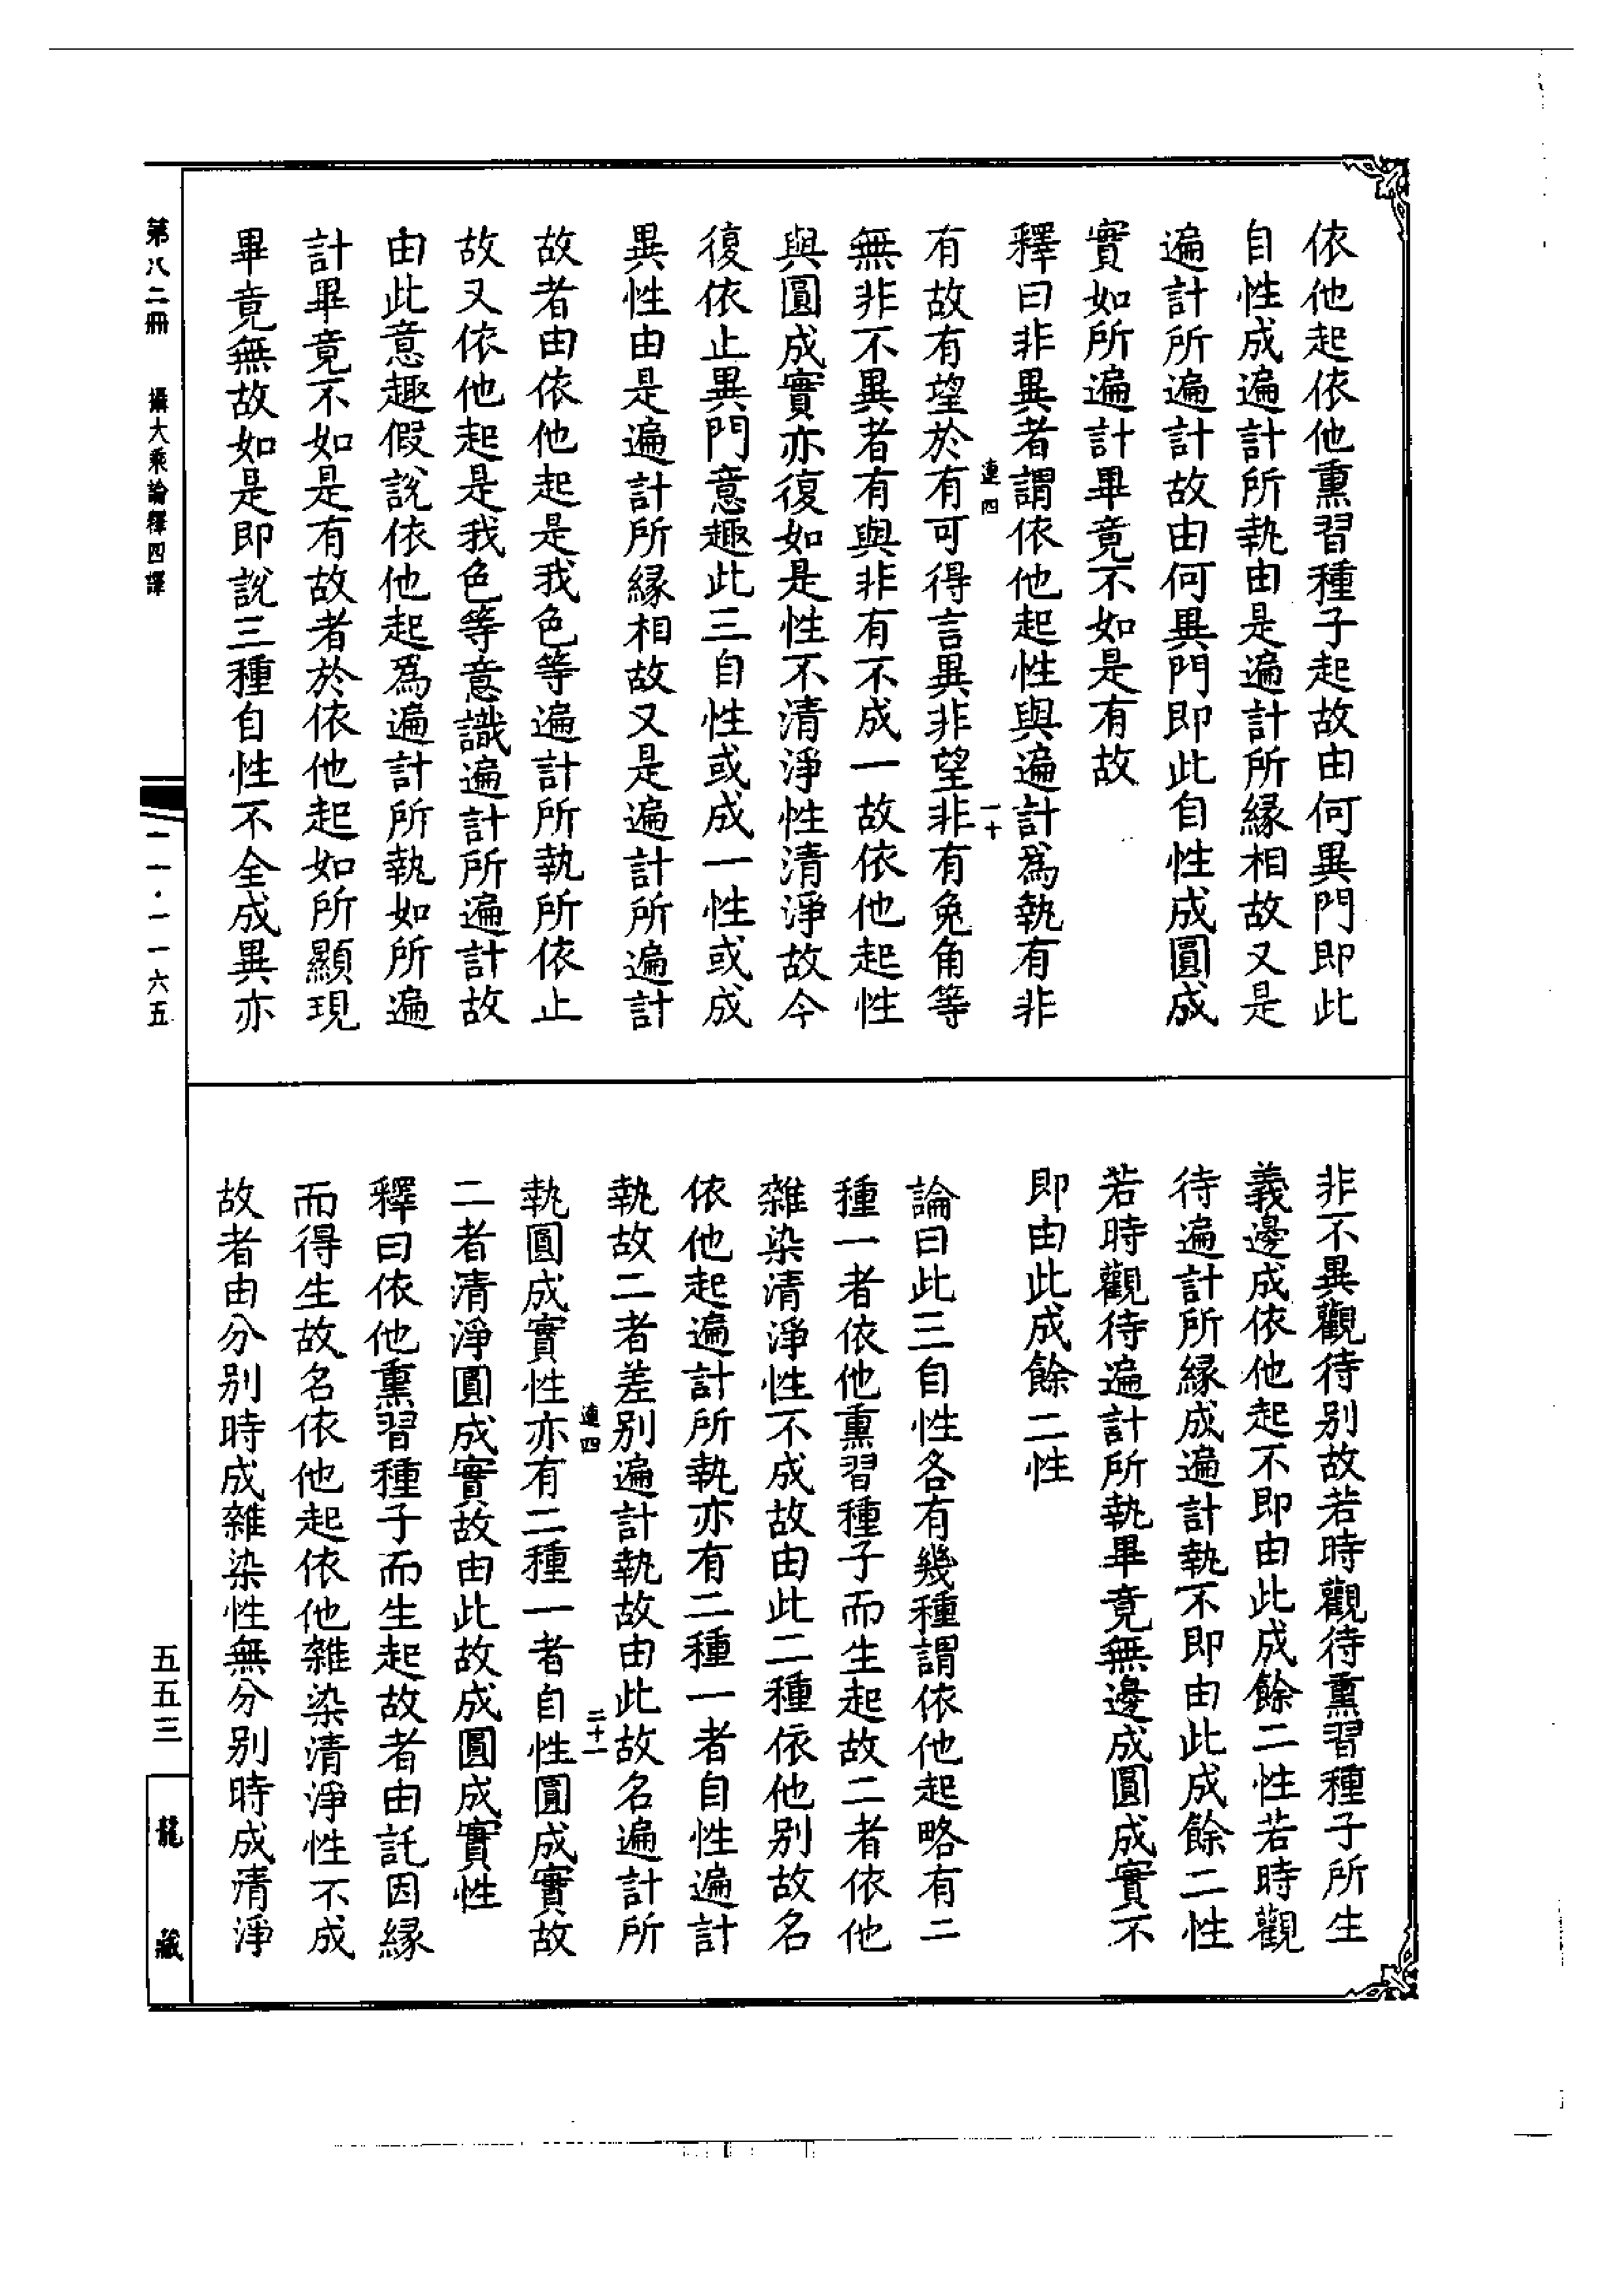 依他起依他熏習種子起故由何異門即此
自性成遍計所執由是遍計所緣相故又是
遍計所遍計故由何異門即此自性成圓成
實如所遍計畢竟不如是有故
釋曰非異者謂依他起性與遍計為執有非
連四
一十
有故有望於有可得言異非望非有兔角等
無非不異者有與非有不成一故依他起性
與圓成實亦復如是性不清淨性清淨故今
復依止異門意趣此三自性或成一性或成
異性由是遍計所緣相故又是遍計所遍計
故者由依他起是我色等遍計所執所依止
故又依他起是我色等意識遍計所遍計故
由此意趣假說依他起爲遍計所執如所遍
計畢竟不如是有故者於依他起如所顯現
畢竟無故如是即說三種自性不全成異亦
非不異觀待別故若時觀待熏習種子所生
義邊成依他起不即由此成餘二性若時觀
待遍計所緣成遍計執不即由此成餘二性
若時觀待遍計所執畢竟無邊成圓成實不
即由此成餘二性
論曰此三自性各有幾種謂依他起略有二
種一者依他熏習種子而生起故二者依他
雜染清淨性不成故由此二種依他別故名
依他起遍計所執亦有二種一者自性遍計
執故二者差別遍計執故由此故名遍計所
連四
二十一
執圓成實性亦有二種一者自性圓成實故
二者清淨圓成實故由此故成圓成實性
釋曰依他熏習種子而生起故者由託因緣
而得生故名依他起依他雜染清淨性不成
故者由分別時成雜染性無分別時成清淨
第八二冊
攝大乘論釋四譯
二一·一一六五
五五三
龍藏